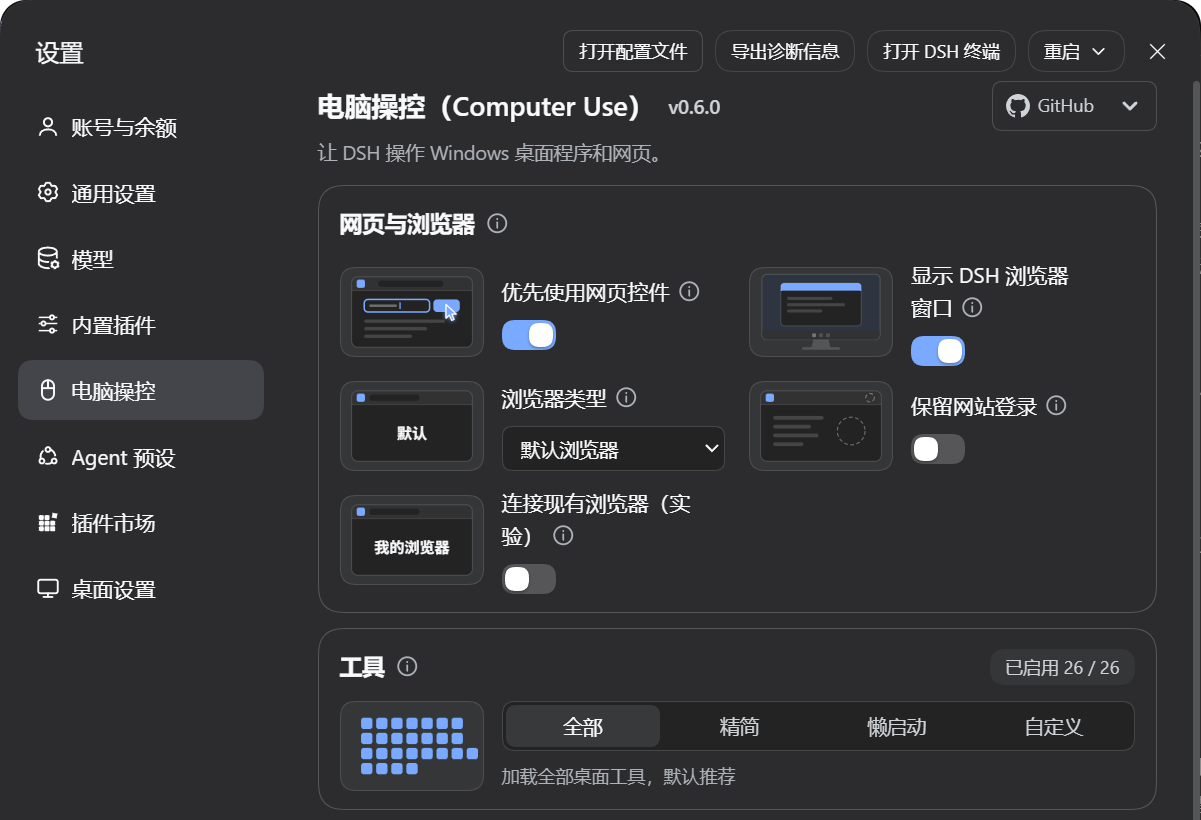 设置
打开配置文件
导出诊断信息
打开 DSH 终端
重启
账号与余额
通用设置
模型
内置插件
电脑操控
Agent 预设
插件市场
桌面设置
电脑操控（Computer Use） v0.6.0
GitHub
让 DSH 操作 Windows 桌面程序和网页。
网页与浏览器
优先使用网页控件
显示 DSH 浏览器
窗口
默认
浏览器类型
默认浏览器
保留网站登录
我的浏览器
连接现有浏览器（实
验）
工具
已启用 26 / 26
全部
精简
懒启动
自定义
加载全部桌面工具，默认推荐